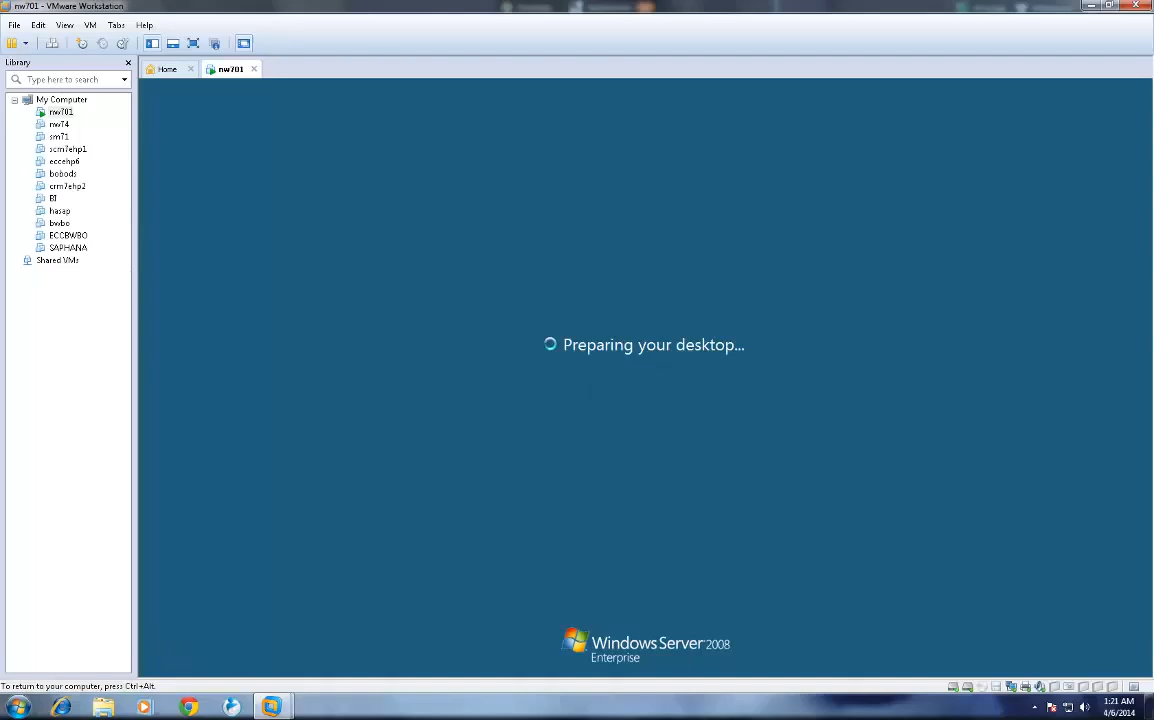 nw701 - VMware Workstation
File Edit View VM Tabs Help
Library
Type here to search
Home
nw701
My Computer
nw701
nw74
sm71
scm7ehp1
eccehp6
bobods
crm7ehp2
BI
hasap
bwbo
ECCBWBO
SAPHANA
Shared VMs
Preparing your desktop...
Windows Server 2008
Enterprise
To return to your computer, press Ctrl+Alt.
1:21 AM
4/6/2014